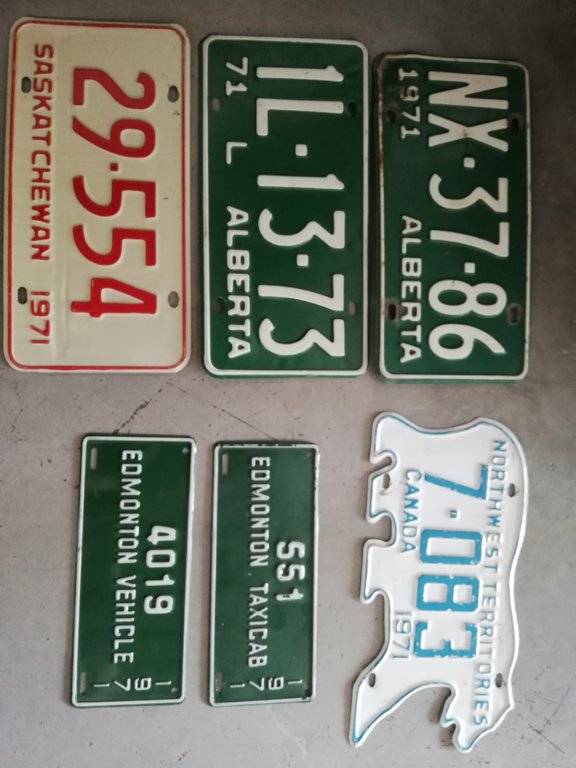 NX·37·86
1971 ALBERTA
NORTHWEST TERRITORIES
7·083
CANADA 1971
1L·13·73
71 L ALBERTA
551
EDMONTON TAXICAB
1971
29·554
SASKATCHEWAN 1971
4019
EDMONTON VEHICLE
1971